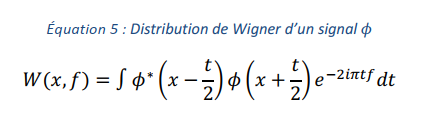 Équation 5 : Distribution de Wigner d’un signal ϕ
W(x, f) = ∫ ϕ* (x − t/2) ϕ (x + t/2) e^{−2iπtf} dt